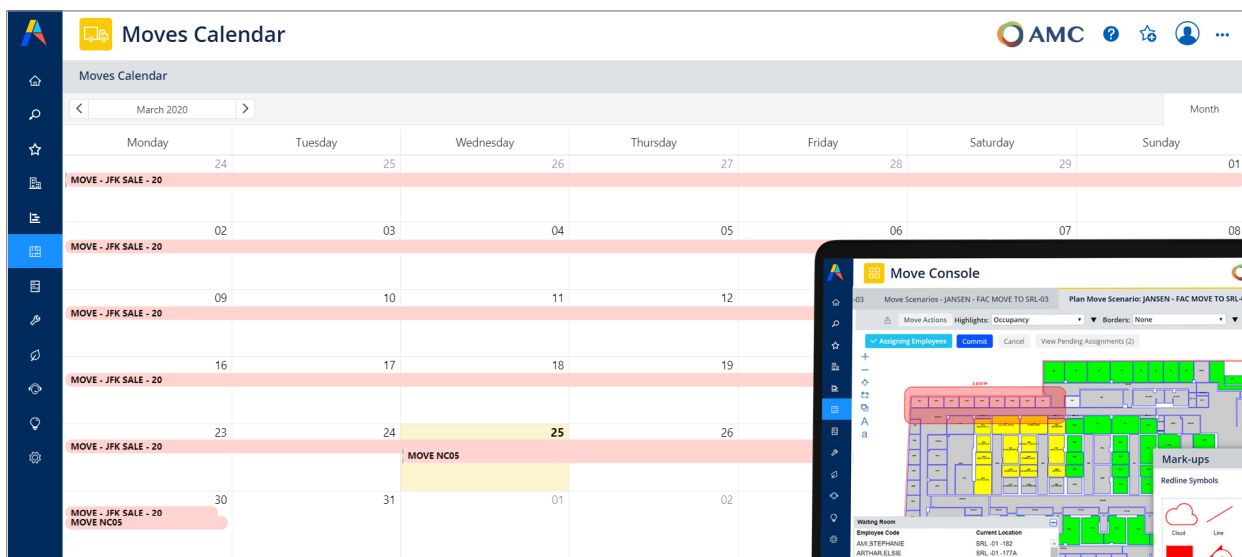 Moves Calendar
AMC
?
Moves Calendar
March 2020
Month
Monday Tuesday Wednesday Thursday Friday Saturday Sunday
24 25 26 27 28 29 01
MOVE - JFK SALE - 20
02 03 04 05 06 07 08
MOVE - JFK SALE - 20
09 10 11 12
MOVE - JFK SALE - 20
16 17 18 19
MOVE - JFK SALE - 20
23 24 25 26
MOVE - JFK SALE - 20
MOVE NC05
30 31 01 02
MOVE - JFK SALE - 20
MOVE NC05
Move Console
-03 Move Scenarios - JANSEN - FAC MOVE TO SRL-03 Plan Move Scenario: JANSEN - FAC MOVE TO SRL-
Move Actions Highlights: Occupancy Borders: None
Assigning Employees Commit Cancel View Pending Assignments (2)
A
a
Mark-ups
Redline Symbols
Cloud Line
Waiting Room
Employee Code Current Location
AMI,STEPHANIE SRL -01 -182
ARTHAR,ELSIE SRL -01 -177A